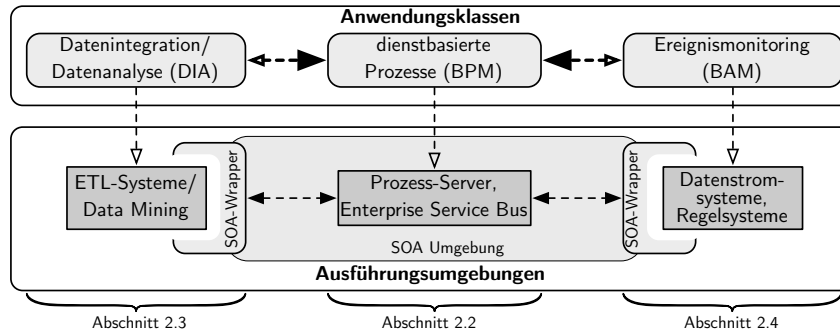 Anwendungsklassen
Datenintegration/
Datenanalyse (DIA)
dienstbasierte
Prozesse (BPM)
Ereignismonitoring
(BAM)
ETL-Systeme/
Data Mining
SOA-Wrapper
Prozess-Server,
Enterprise Service Bus
SOA-Wrapper
Datenstrom-
systeme,
Regelsysteme
SOA Umgebung
Ausführungsumgebungen
Abschnitt 2.3
Abschnitt 2.2
Abschnitt 2.4